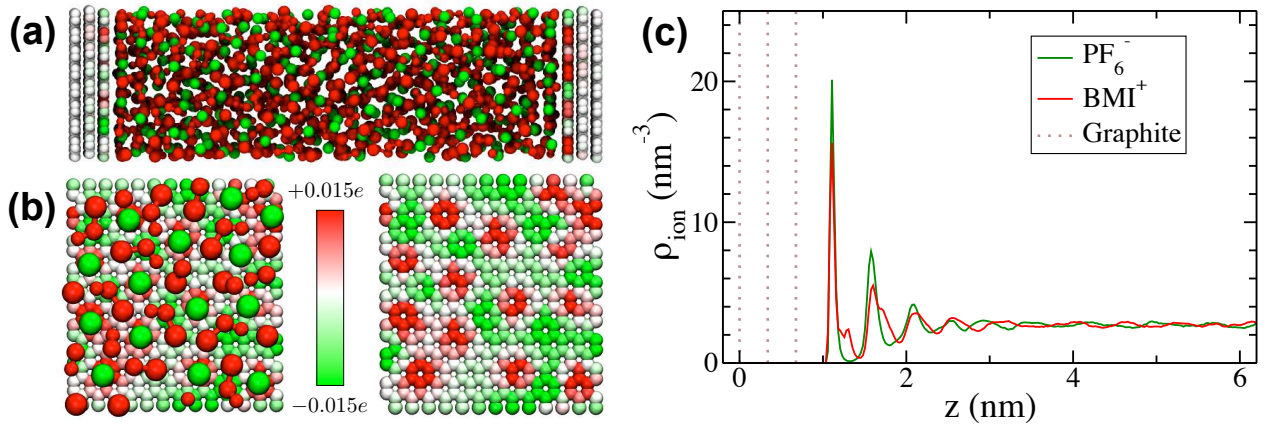 (a)
(b)
+0.015e
−0.015e
(c)
PF₆⁻
BMI⁺
Graphite
ρion (nm⁻³)
20
10
0
0 2 4 6
z (nm)